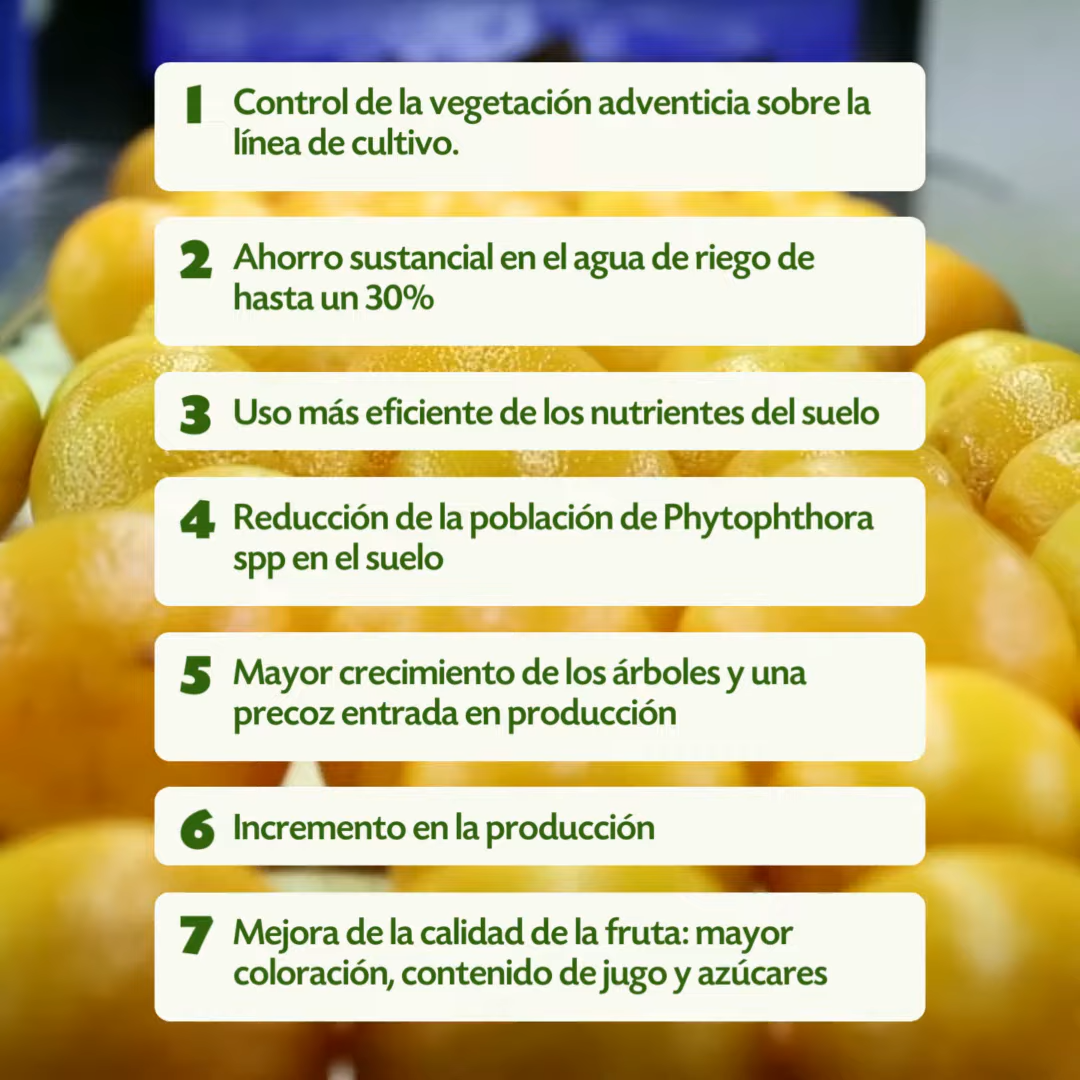 1 Control de la vegetación adventicia sobre la
línea de cultivo.
2 Ahorro sustancial en el agua de riego de
hasta un 30%
3 Uso más eficiente de los nutrientes del suelo
4 Reducción de la población de Phytophthora
spp en el suelo
5 Mayor crecimiento de los árboles y una
precoz entrada en producción
6 Incremento en la producción
7 Mejora de la calidad de la fruta: mayor
coloración, contenido de jugo y azúcares